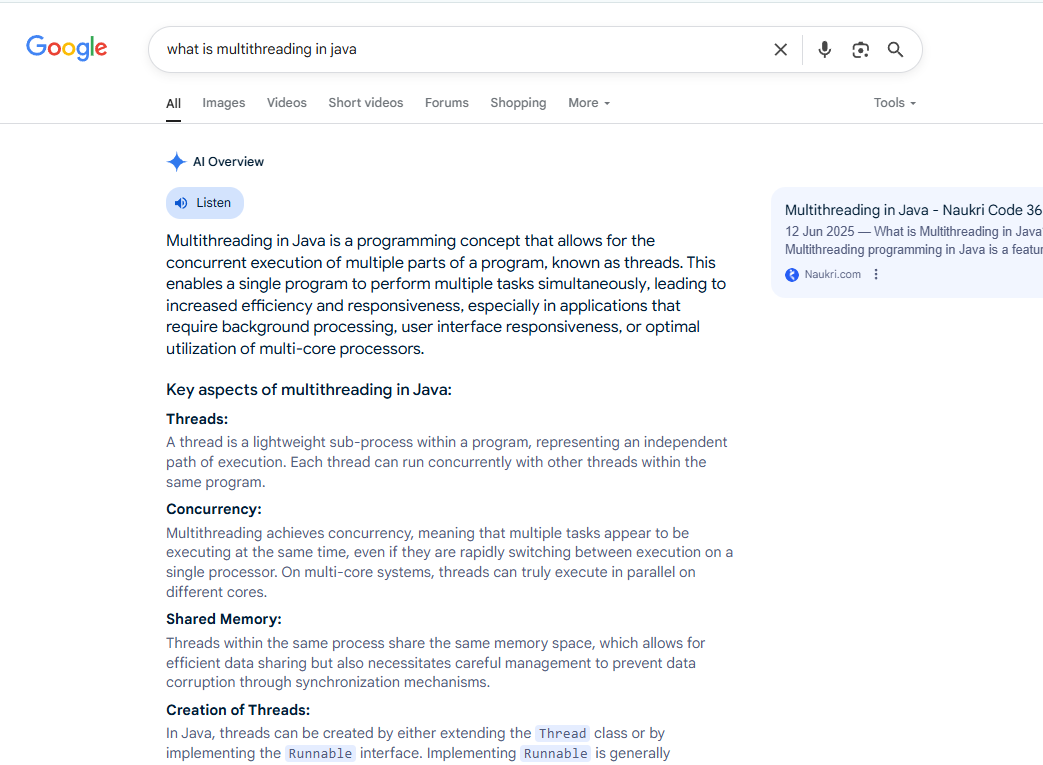 Google
what is multithreading in java
All Images Videos Short videos Forums Shopping More Tools
AI Overview
Listen
Multithreading in Java is a programming concept that allows for the
concurrent execution of multiple parts of a program, known as threads. This
enables a single program to perform multiple tasks simultaneously, leading to
increased efficiency and responsiveness, especially in applications that
require background processing, user interface responsiveness, or optimal
utilization of multi-core processors.
Key aspects of multithreading in Java:
Threads:
A thread is a lightweight sub-process within a program, representing an independent
path of execution. Each thread can run concurrently with other threads within the
same program.
Concurrency:
Multithreading achieves concurrency, meaning that multiple tasks appear to be
executing at the same time, even if they are rapidly switching between execution on a
single processor. On multi-core systems, threads can truly execute in parallel on
different cores.
Shared Memory:
Threads within the same process share the same memory space, which allows for
efficient data sharing but also necessitates careful management to prevent data
corruption through synchronization mechanisms.
Creation of Threads:
In Java, threads can be created by either extending the Thread class or by
implementing the Runnable interface. Implementing Runnable is generally
Multithreading in Java - Naukri Code 36
12 Jun 2025 — What is Multithreading in Java
Multithreading programming in Java is a featur
Naukri.com